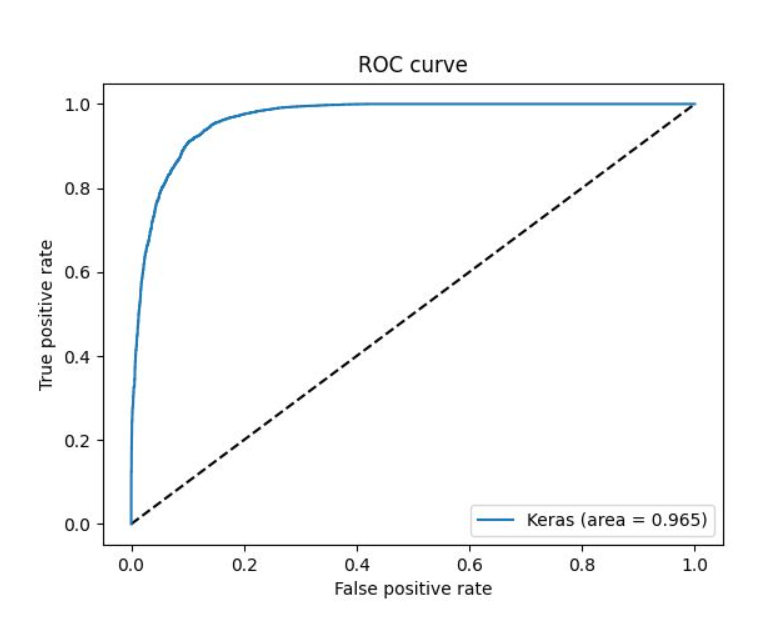 ROC curve
1.0
0.8
0.6
0.4
0.2
0.0
True positive rate
Keras (area = 0.965)
0.0 0.2 0.4 0.6 0.8 1.0
False positive rate